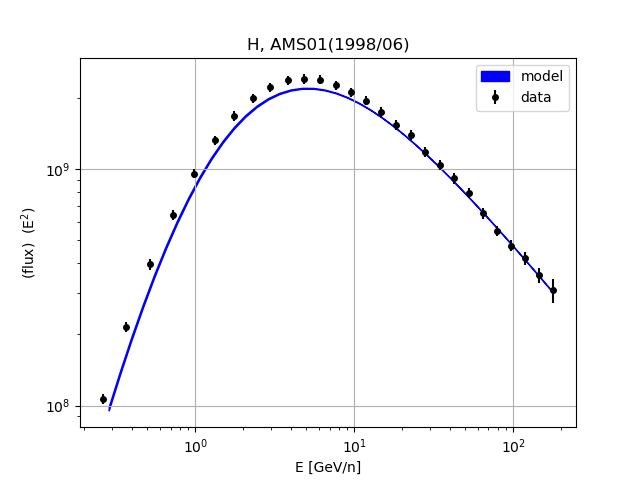 H, AMS01(1998/06)
model
data
(flux) (E²)
10⁹
10⁸
10⁰ 10¹ 10²
E [GeV/n]